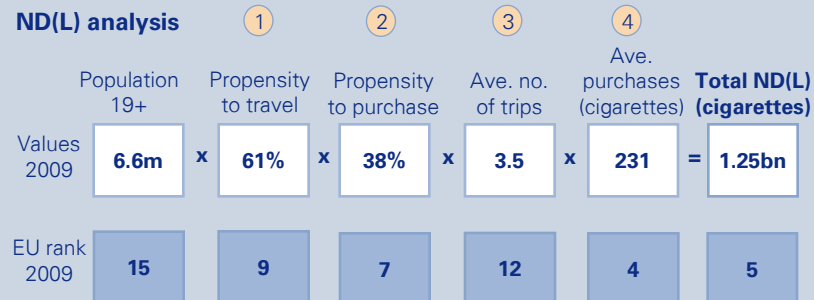 ND(L) analysis
1
2
3
4
Population
19+
Propensity
to travel
Propensity
to purchase
Ave. no.
of trips
Ave.
purchases
(cigarettes)
Total ND(L)
(cigarettes)
Values
2009
6.6m x 61% x 38% x 3.5 x 231 = 1.25bn
EU rank
2009
15 9 7 12 4 5